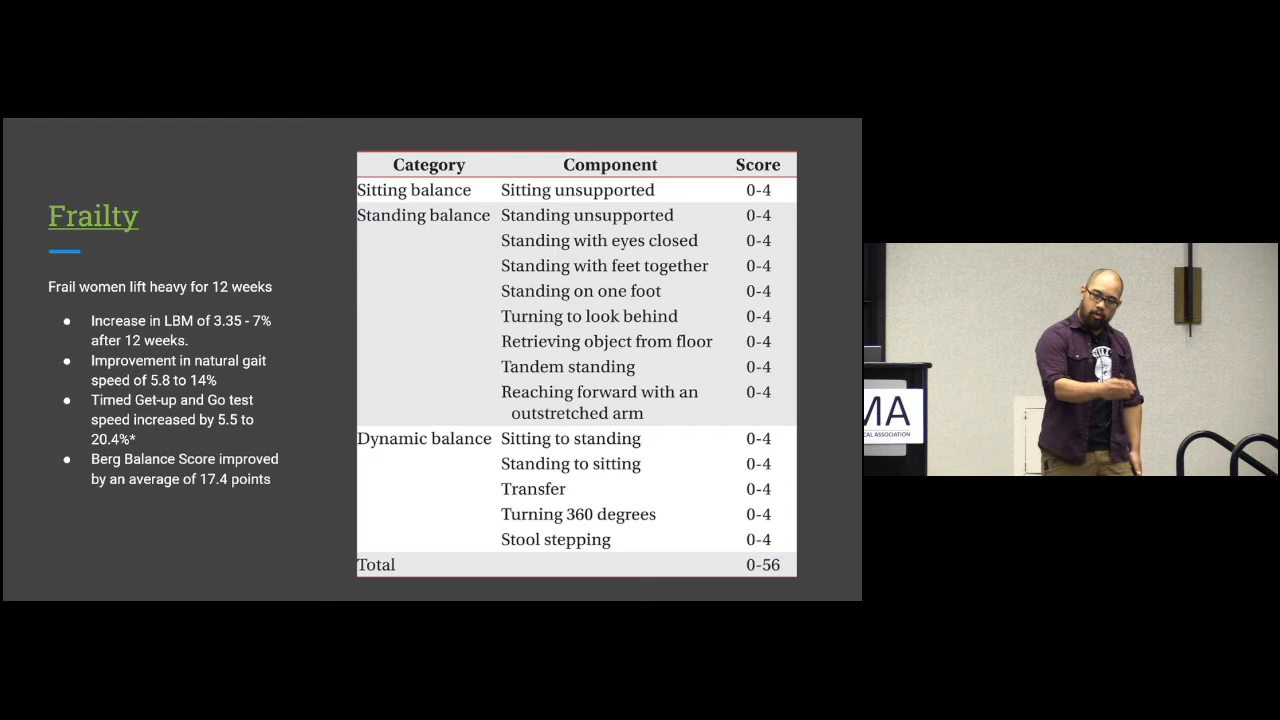 Frailty
Frail women lift heavy for 12 weeks
● Increase in LBM of 3.35 - 7%
after 12 weeks.
● Improvement in natural gait
speed of 5.8 to 14%
● Timed Get-up and Go test
speed increased by 5.5 to
20.4%*
● Berg Balance Score improved
by an average of 17.4 points
Category Component Score
Sitting balance Sitting unsupported 0-4
Standing balance Standing unsupported 0-4
Standing with eyes closed 0-4
Standing with feet together 0-4
Standing on one foot 0-4
Turning to look behind 0-4
Retrieving object from floor 0-4
Tandem standing 0-4
Reaching forward with an 0-4
outstretched arm
Dynamic balance Sitting to standing 0-4
Standing to sitting 0-4
Transfer 0-4
Turning 360 degrees 0-4
Stool stepping 0-4
Total 0-56
MA
CAL ASSOCIATION